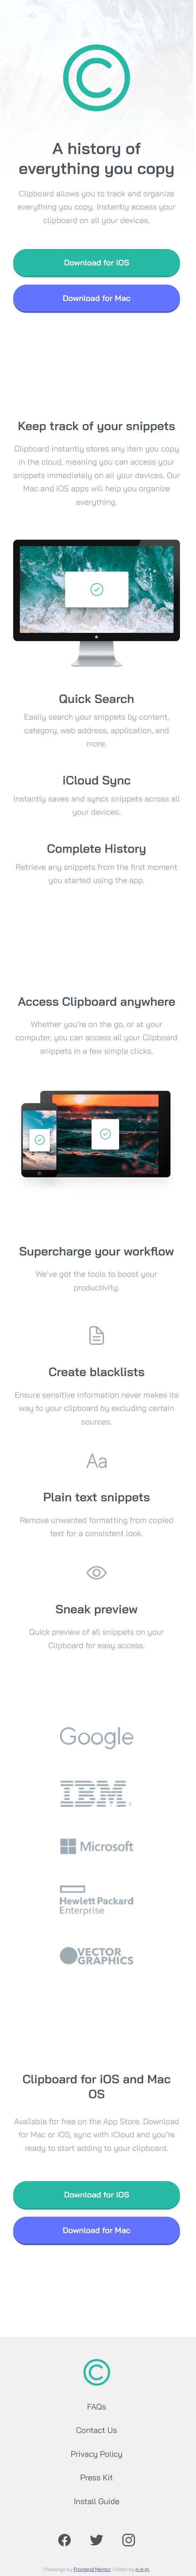 A history of
everything you copy
Clipboard allows you to track and organize
everything you copy. Instantly access your
clipboard on all your devices.
Download for iOS
Download for Mac
Keep track of your snippets
Clipboard instantly stores any item you copy
in the cloud, meaning you can access your
snippets immediately on all your devices. Our
Mac and iOS apps will help you organize
everything.
Quick Search
Easily search your snippets by content,
category, web address, application, and
more.
iCloud Sync
Instantly saves and syncs snippets across all
your devices.
Complete History
Retrieve any snippets from the first moment
you started using the app.
Access Clipboard anywhere
Whether you're on the go, or at your
computer, you can access all your Clipboard
snippets in a few simple clicks.
Supercharge your workflow
We've got the tools to boost your
productivity.
Create blacklists
Ensure sensitive information never makes its
way to your clipboard by excluding certain
sources.
Aa
Plain text snippets
Remove unwanted formatting from copied
text for a consistent look.
Sneak preview
Quick preview of all snippets on your
Clipboard for easy access.
Google
IBM
Microsoft
Hewlett Packard
Enterprise
VECTOR
GRAPHICS
Clipboard for iOS and Mac
OS
Available for free on the App Store. Download
for Mac or iOS, sync with iCloud and you're
ready to start adding to your clipboard.
Download for iOS
Download for Mac
FAQs
Contact Us
Privacy Policy
Press Kit
Install Guide
Challenge by Frontend Mentor. Coded by